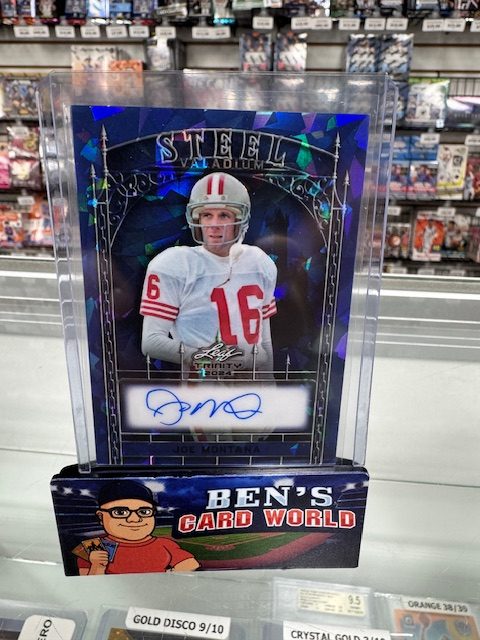 STEEL
VALADIUM
16
16
Leaf
TRINITY
2024
JOE MONTANA
BEN'S
CARD WORLD
9.5
ORANGE 38/39
GOLD DISCO 9/10